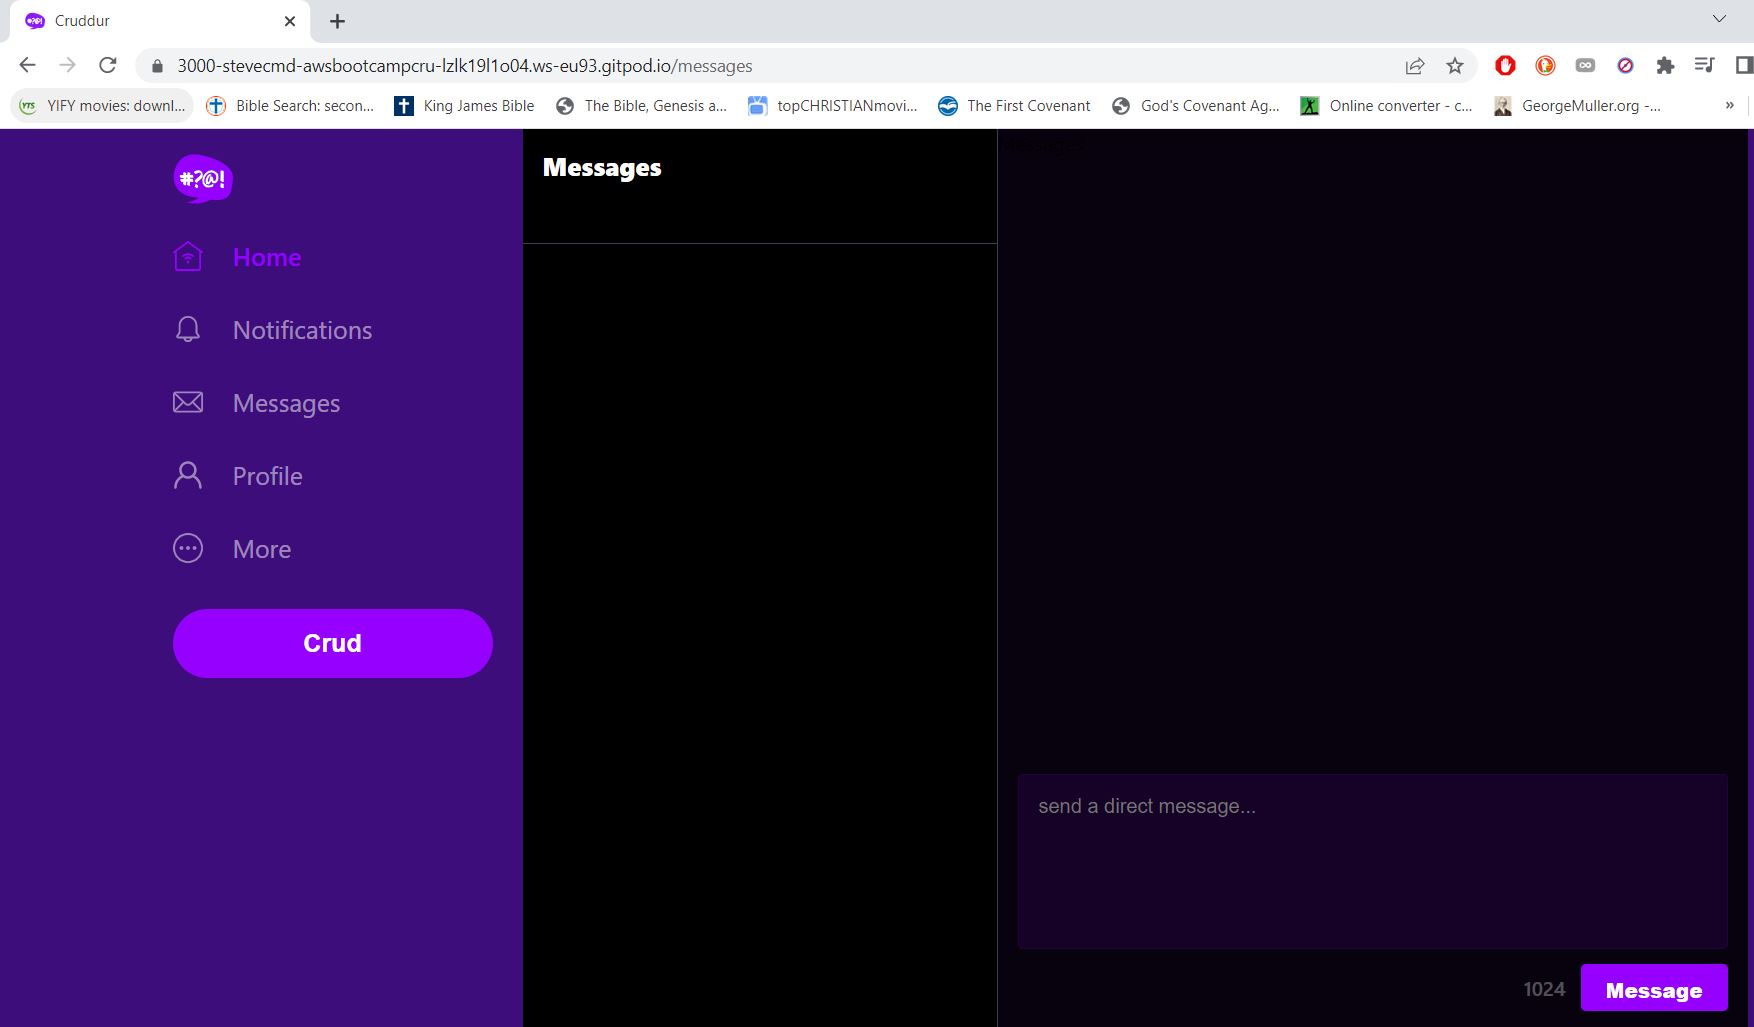 Cruddur
3000-stevecmd-awsbootcampcru-lzlk19l1o04.ws-eu93.gitpod.io/messages
YTS YIFY movies: downl... Bible Search: secon... King James Bible The Bible, Genesis a... topCHRISTIANmovi... The First Covenant God's Covenant Ag... Online converter - c... GeorgeMuller.org -... »
Messages
#?@!
Messages
Home
Notifications
Messages
Profile
More
Crud
send a direct message...
1024 Message